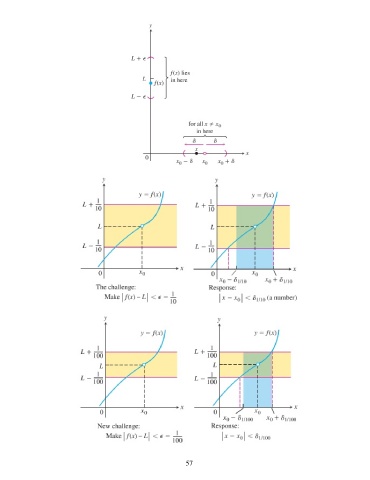 y
L + ϵ
f(x) lies
L
f(x)
in here
L − ϵ
for all x ≠ x₀
in here
δ δ
x
0
x
x₀ − δ x₀ x₀ + δ
y y
y = f(x) y = f(x)
L + 1/10 L + 1/10
L L
L − 1/10 L − 1/10
0 x₀ x 0 x₀ x
x₀ − δ1/10 x₀ + δ1/10
The challenge: Response:
Make |f(x) − L| < ϵ = 1/10 |x − x₀| < δ1/10 (a number)
y y
y = f(x) y = f(x)
L + 1/100 L + 1/100
L L
L − 1/100 L − 1/100
0 x₀ x 0 x₀ x
x₀ − δ1/100 x₀ + δ1/100
New challenge: Response:
Make |f(x) − L| < ϵ = 1/100 |x − x₀| < δ1/100
57